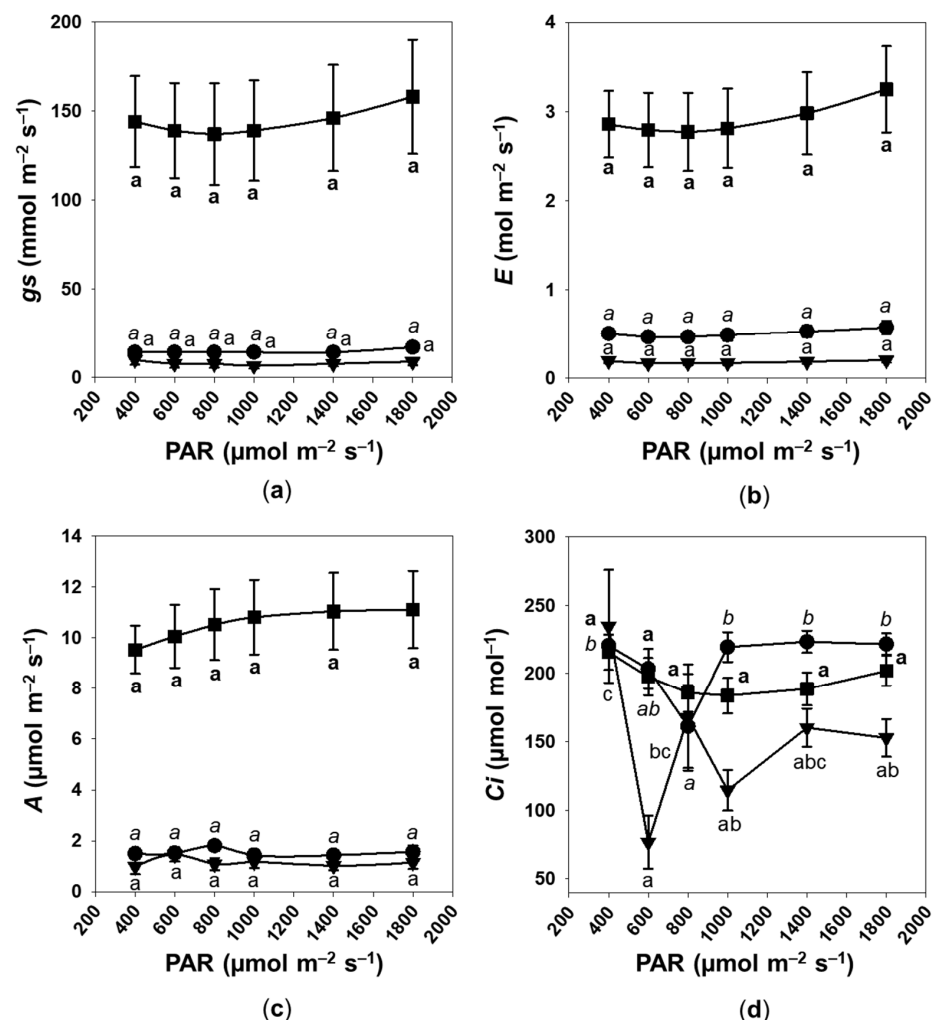 gs (mmol m⁻² s⁻¹)
200
150
100
50
0
a a a a a a
a a a a a a
a a a a a a
200 400 600 800 1000 1200 1400 1600 1800 2000
PAR (µmol m⁻² s⁻¹)
(a)
E (mol m⁻² s⁻¹)
4
3
2
1
0
a a a a a a
a a a a a a
a a a a a a
200 400 600 800 1000 1200 1400 1600 1800 2000
PAR (µmol m⁻² s⁻¹)
(b)
A (µmol m⁻² s⁻¹)
14
12
10
8
6
4
2
0
a a a a a a
a a a a a a
a a a a a a
200 400 600 800 1000 1200 1400 1600 1800 2000
PAR (µmol m⁻² s⁻¹)
(c)
Ci (µmol mol⁻¹)
300
250
200
150
100
50
a a a a a a
b ab a b b b
c a bc ab abc ab
200 400 600 800 1000 1200 1400 1600 1800 2000
PAR (µmol m⁻² s⁻¹)
(d)